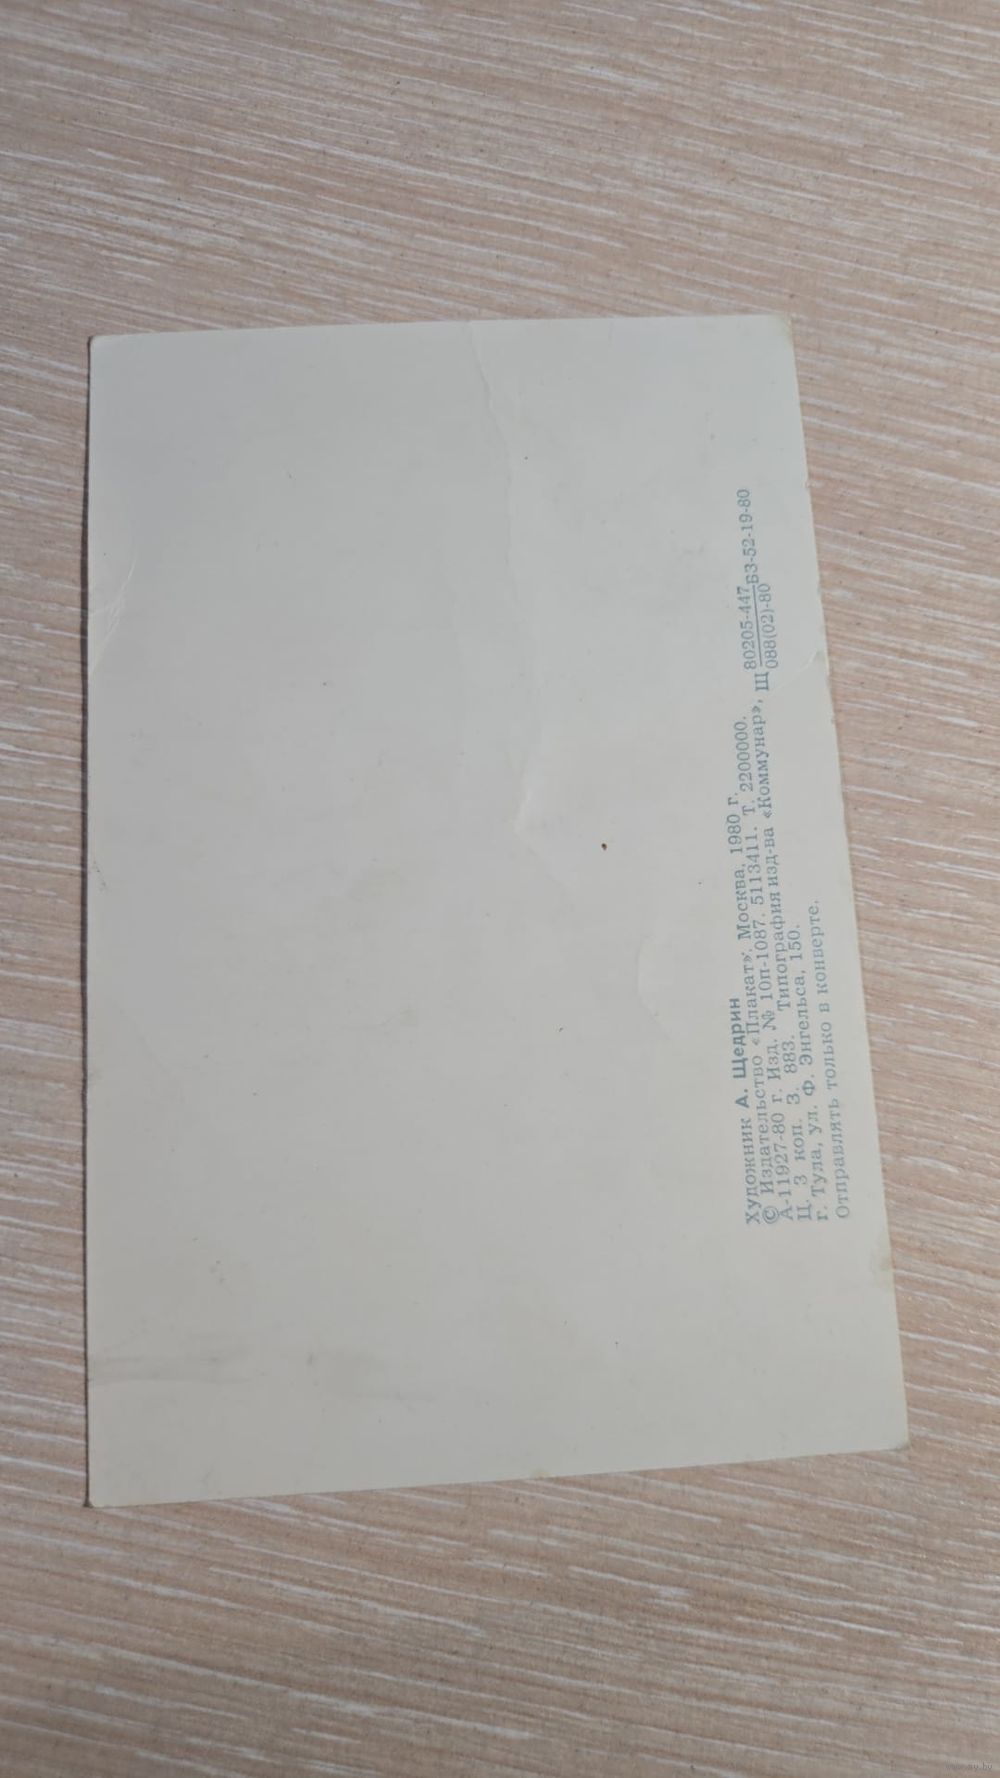 Художник А. Щедрин
© Издательство «Плакат». Москва, 1980 г.
А-11927-80 г. Изд. № 10п-1087. 5113411. Т. 2200000.
Ц. 3 коп. З. 883. Типография изд-ва «Коммунар», Щ 80205-447 БЗ-52-19-80
088(02)-80
г. Тула, ул. Ф. Энгельса, 150.
Отправлять только в конверте.